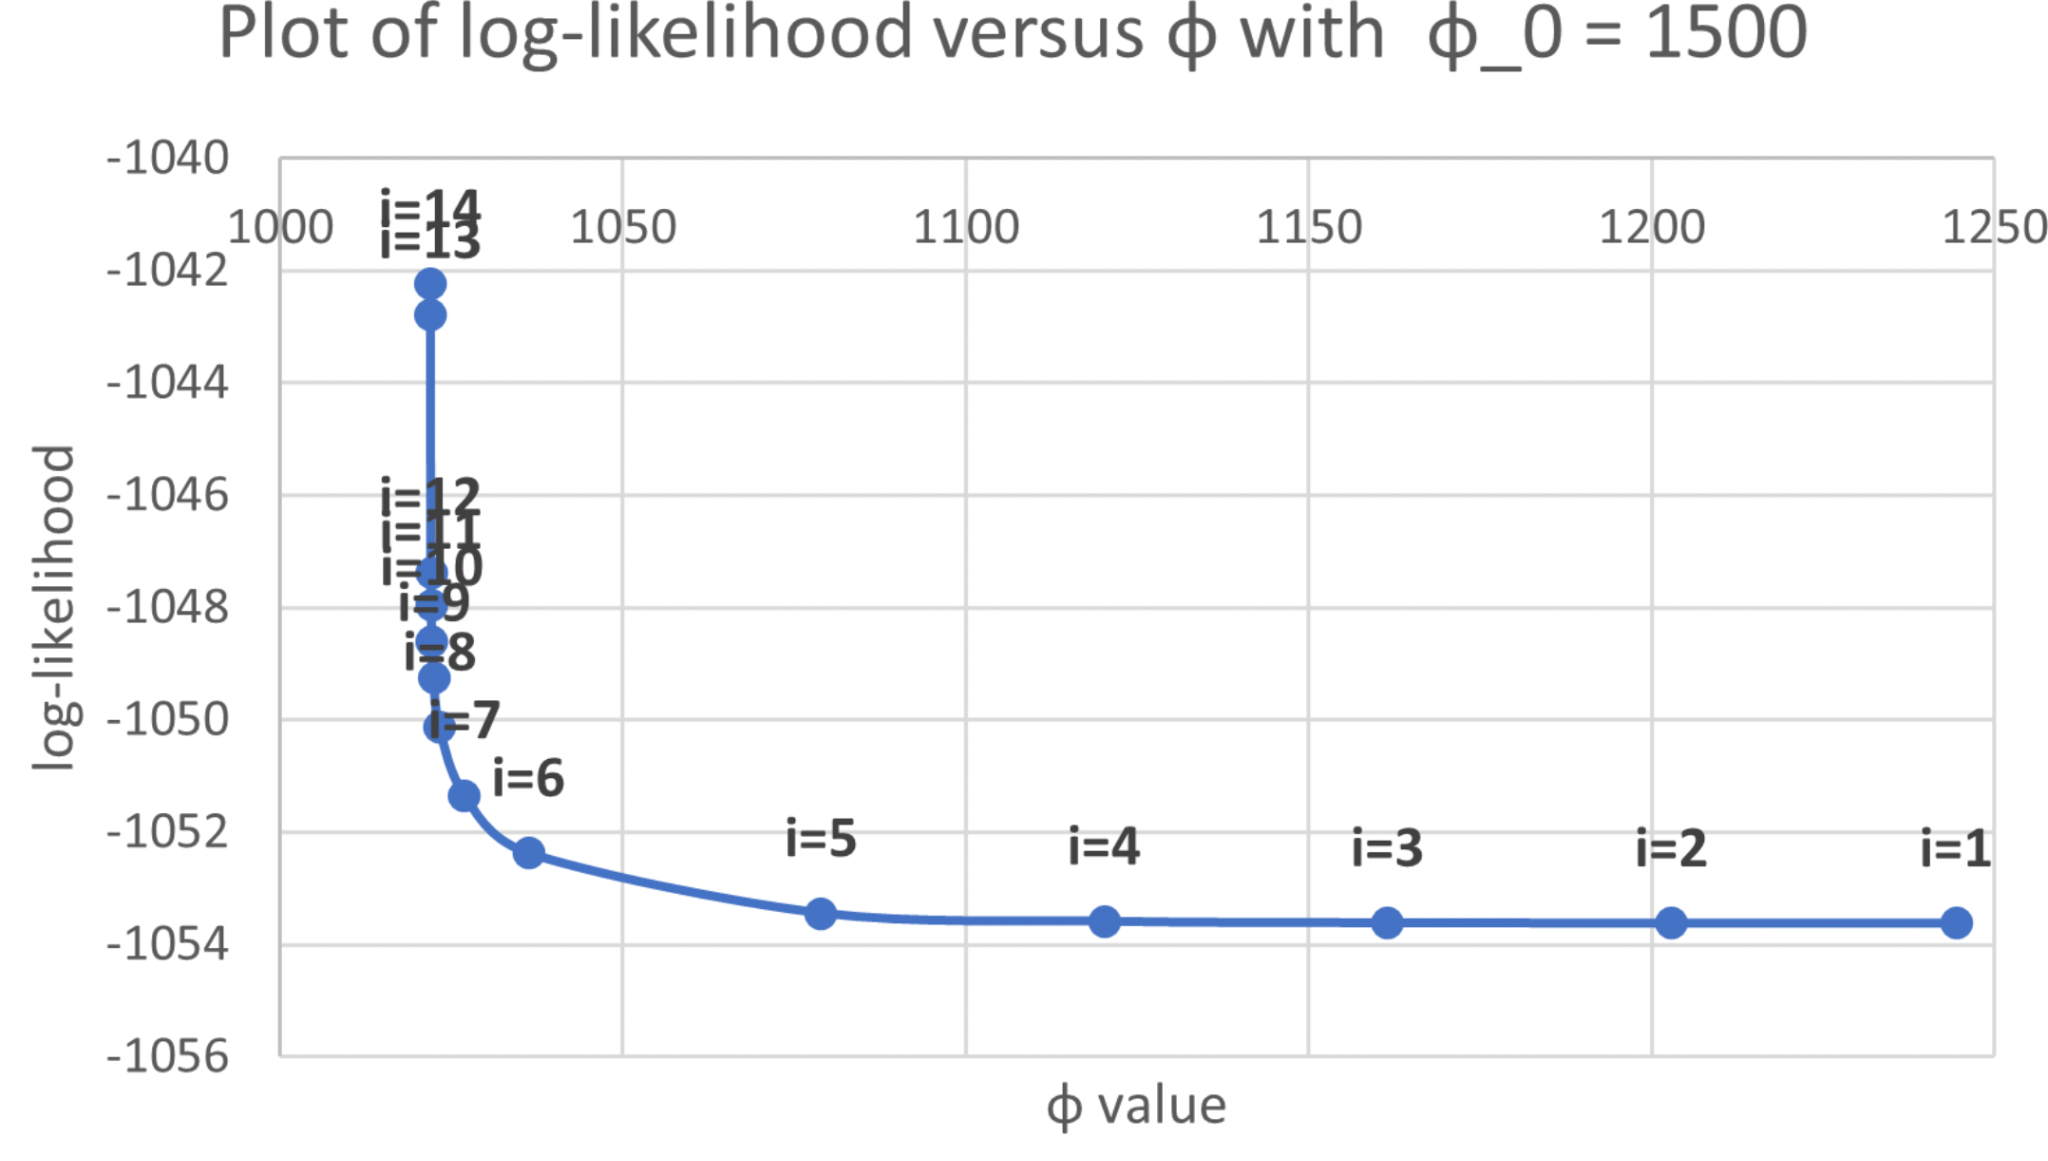 Plot of log-likelihood versus ϕ with ϕ_0 = 1500
-1040
i=14
1000 1050 1100 1150 1200 1250
i=13
-1042
-1044
-1046
i=12
i=11
i=10
-1048
i=9
i=8
-1050
i=7
i=6
-1052
i=5
i=4
i=3
i=2
i=1
-1054
-1056
log-likelihood
ϕ value